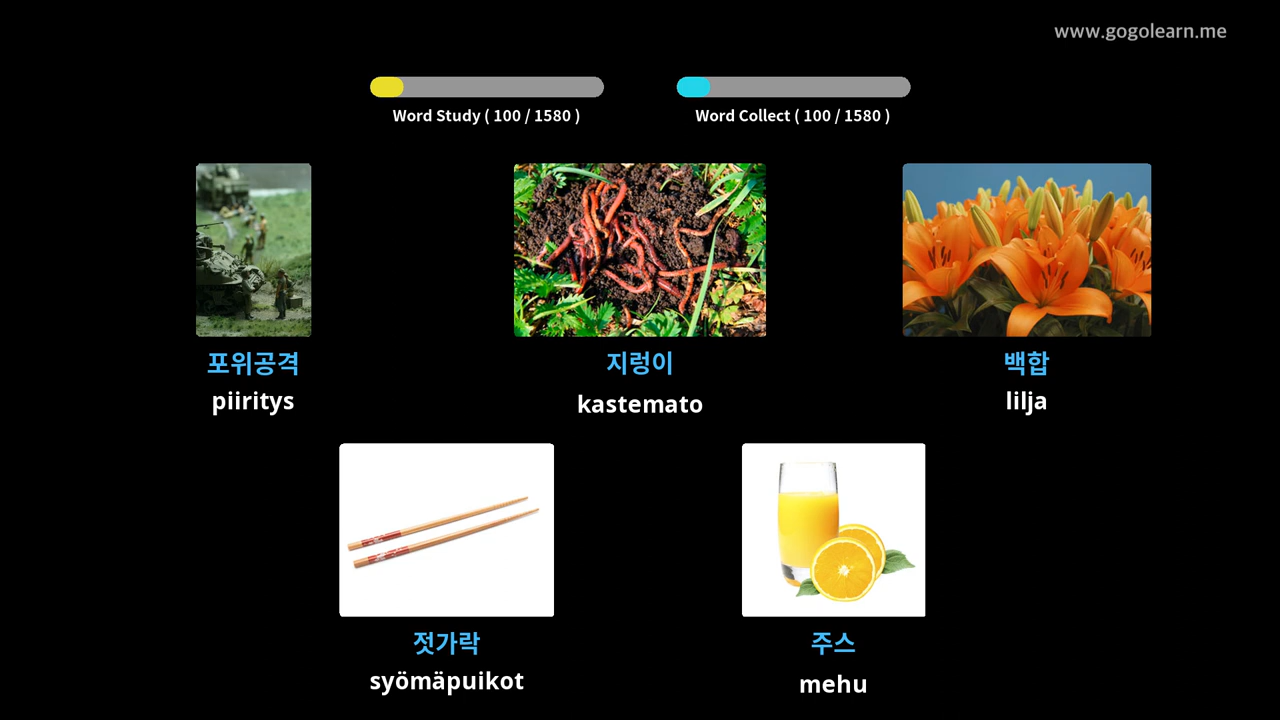 www.gogolearn.me
Word Study ( 100 / 1580 )
Word Collect ( 100 / 1580 )
포위공격
piiritys
지렁이
kastemato
백합
lilja
젓가락
syömäpuikot
주스
mehu